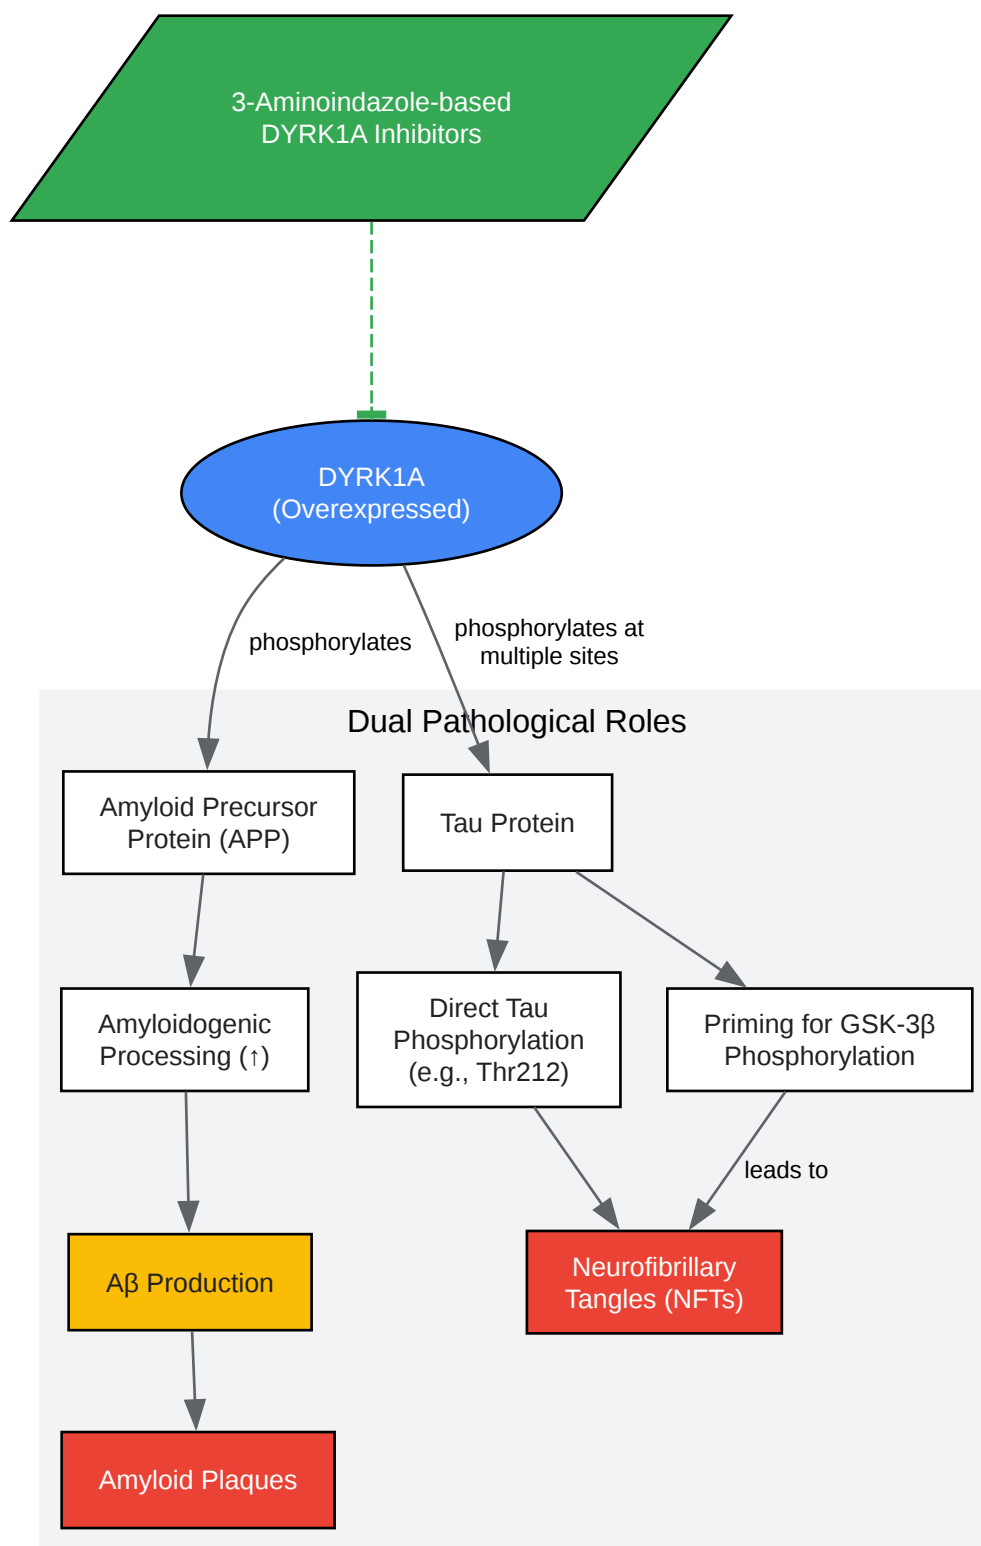 3-Aminoindazole-based
DYRK1A Inhibitors
DYRK1A
(Overexpressed)
phosphorylates
phosphorylates at
multiple sites
Dual Pathological Roles
Amyloid Precursor
Protein (APP)
Tau Protein
Amyloidogenic
Processing (↑)
Direct Tau
Phosphorylation
(e.g., Thr212)
Priming for GSK-3β
Phosphorylation
leads to
Aβ Production
Neurofibrillary
Tangles (NFTs)
Amyloid Plaques